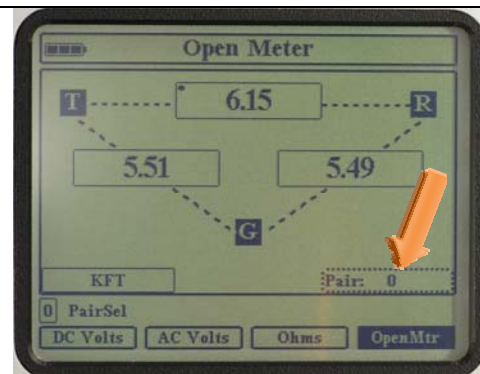 Open Meter
T 6.15 R
5.51 5.49
G
KFT Pair: 0
0 PairSel
DC Volts AC Volts Ohms OpenMtr